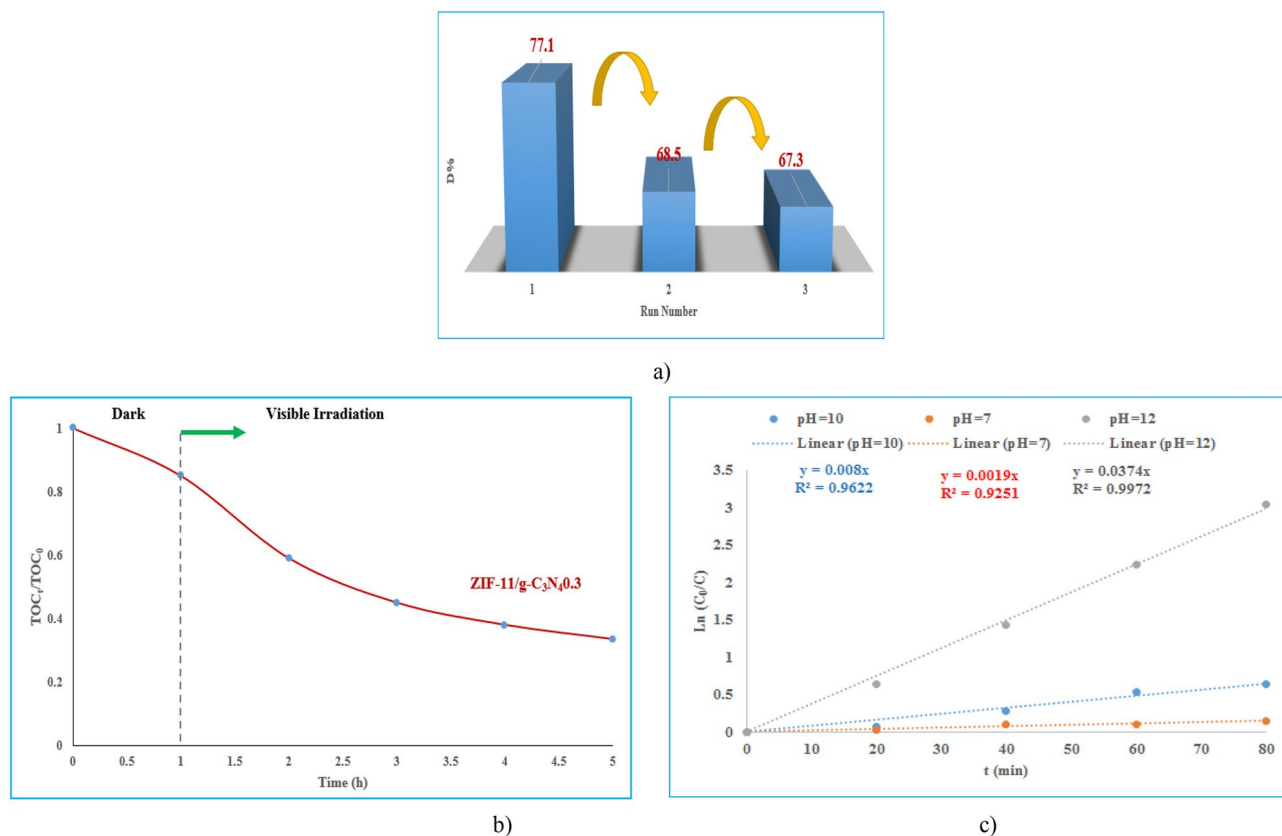 77.1
68.5
67.3
D%
1 2 3
Run Number
a)
Dark Visible Irradiation
1
0.8
0.6
0.4
0.2
0
TOCₜ/TOC₀
ZIF-11/g-C₃N₄0.3
0 0.5 1 1.5 2 2.5 3 3.5 4 4.5 5
Time (h)
b)
pH=10 pH=7 pH=12
Linear (pH=10) Linear (pH=7) Linear (pH=12)
y = 0.008x
R² = 0.9622
y = 0.0019x
R² = 0.9251
y = 0.0374x
R² = 0.9972
3.5
3
2.5
2
1.5
1
0.5
0
Ln (C₀/C)
0 10 20 30 40 50 60 70 80
t (min)
c)